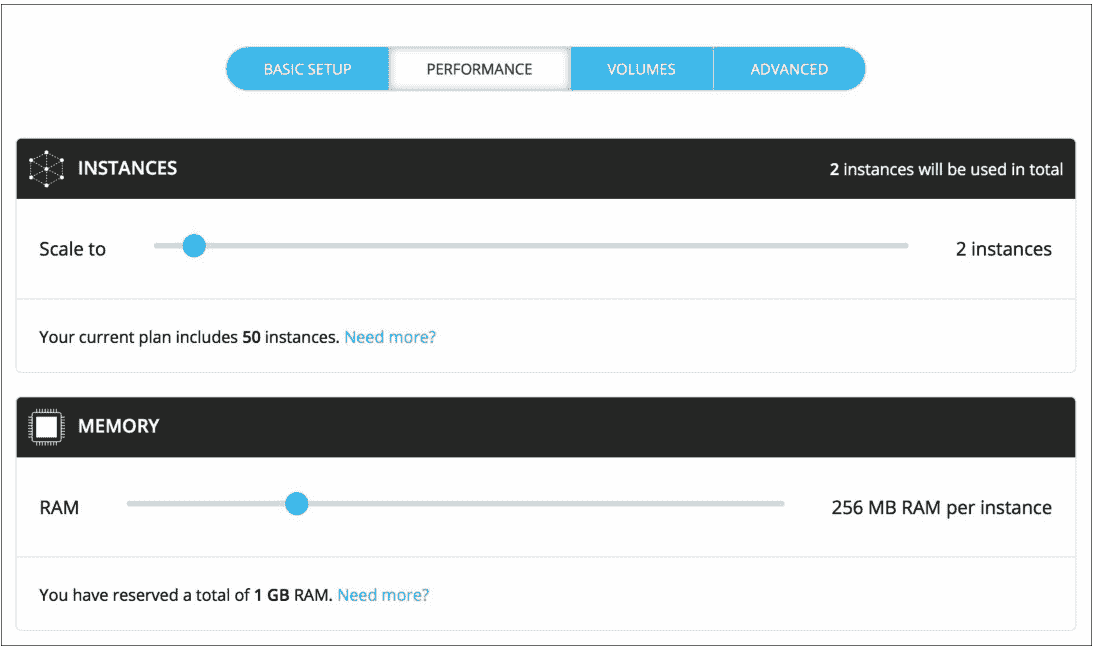 BASIC SETUP PERFORMANCE VOLUMES ADVANCED
INSTANCES 2 instances will be used in total
Scale to 2 instances
Your current plan includes 50 instances. Need more?
MEMORY
RAM 256 MB RAM per instance
You have reserved a total of 1 GB RAM. Need more?